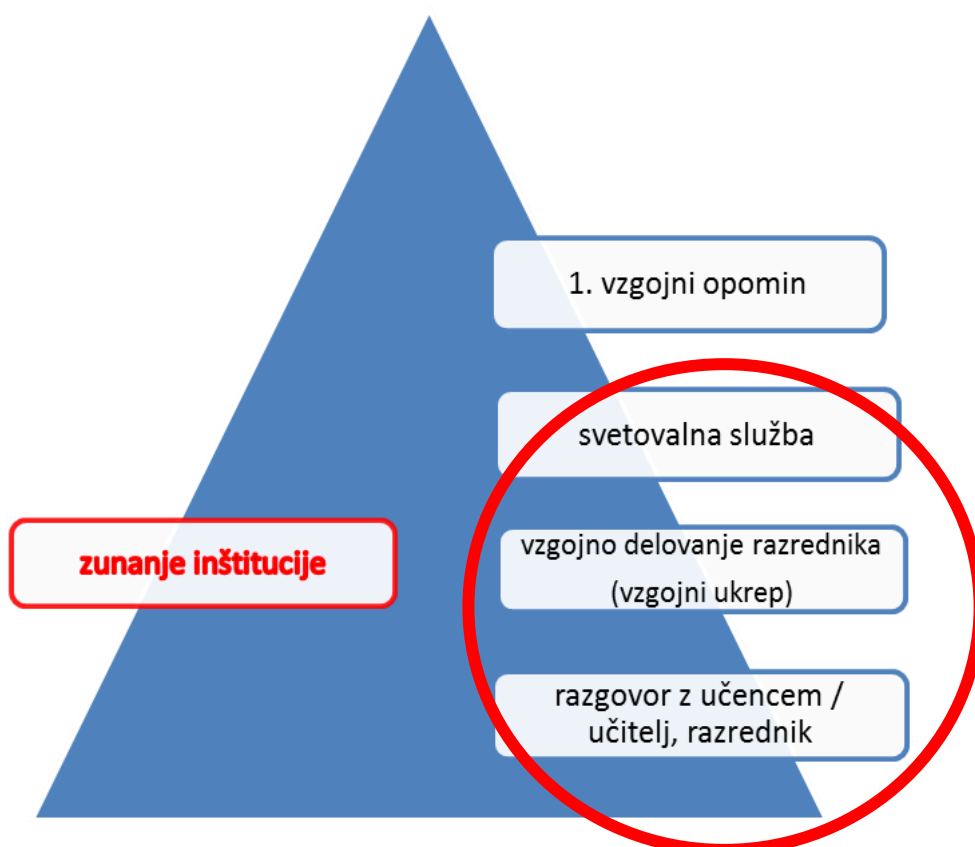 1. vzgojni opomin
svetovalna služba
zunanje inštitucije
vzgojno delovanje razrednika
(vzgojni ukrep)
razgovor z učencem /
učitelj, razrednik